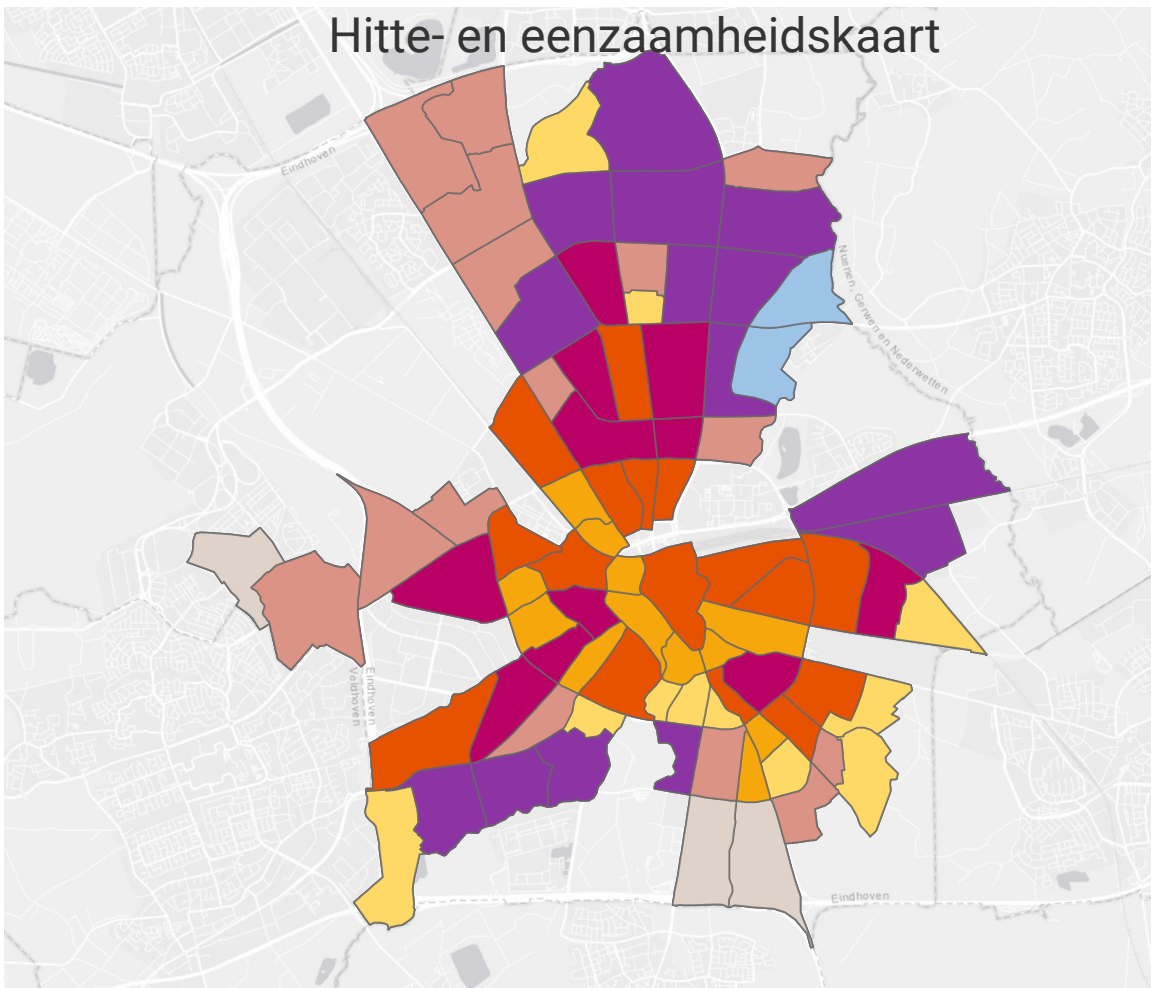 Hitte- en eenzaamheidskaart
Eindhoven
Nuenen, Gerwen en Nederwetten
Eindhoven
Veldhoven
Eindhoven